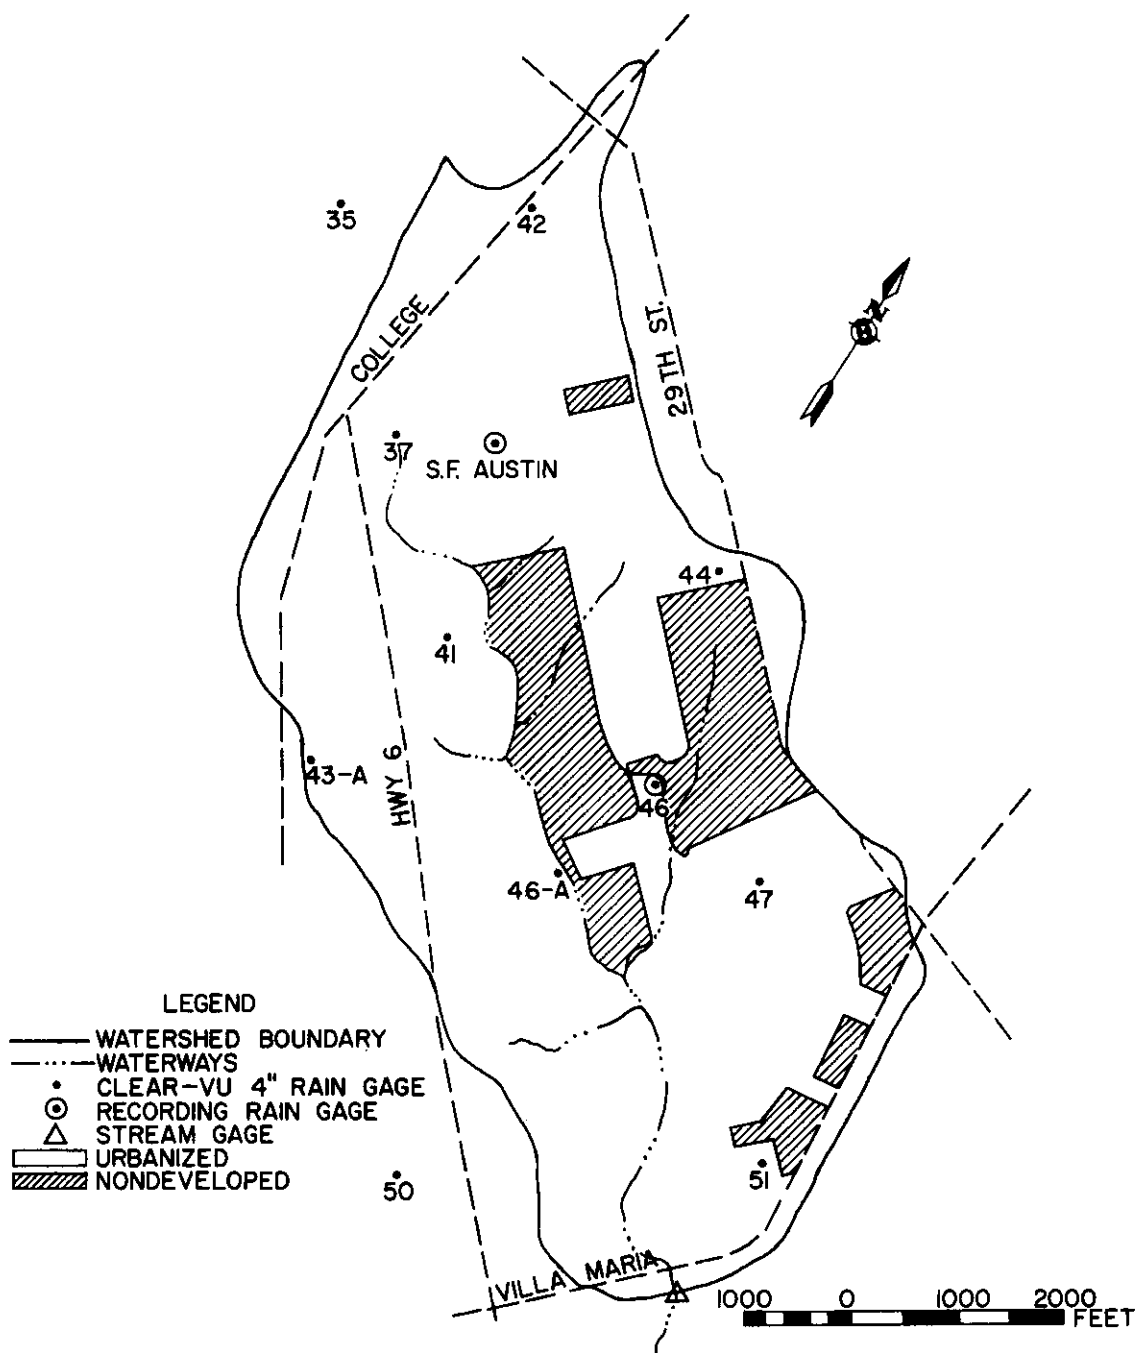 35
42
COLLEGE
29TH ST.
N
37
S.F. AUSTIN
44
41
43-A
HWY 6
46
46-A
47
LEGEND
WATERSHED BOUNDARY
WATERWAYS
CLEAR-VU 4" RAIN GAGE
RECORDING RAIN GAGE
STREAM GAGE
URBANIZED
NONDEVELOPED
50
51
VILLA MARIA
1000 0 1000 2000
FEET